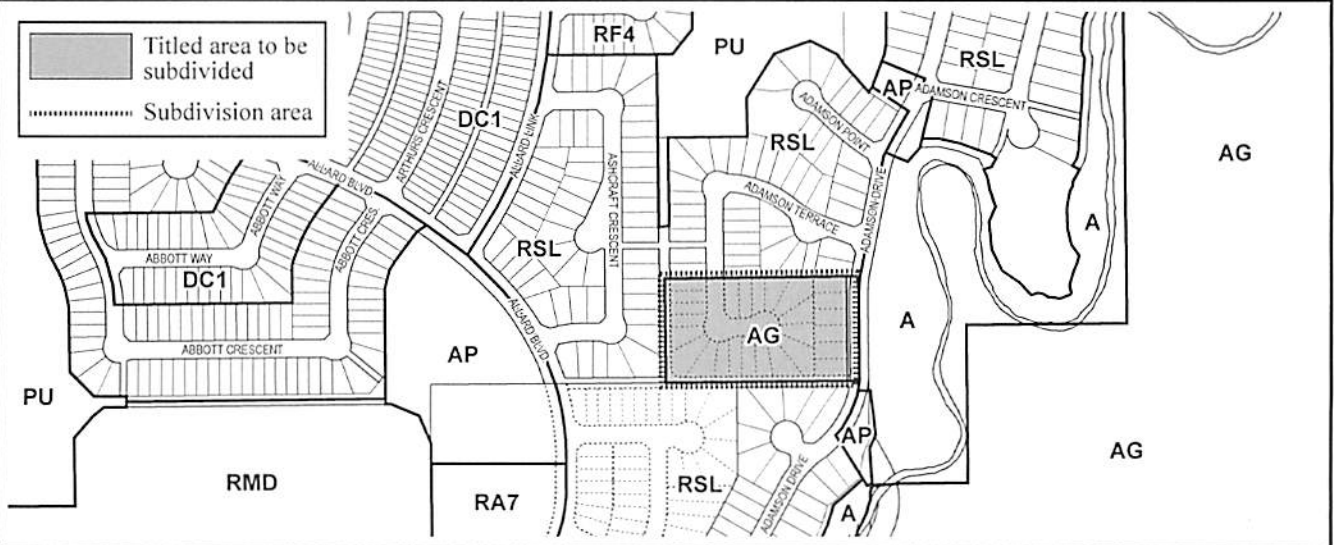 Titled area to be
subdivided
Subdivision area
RF4
PU
RSL
AP
ADAMSON CRESCENT
DC1
ARTHURS CRESCENT
ALLARD LINK
ADAMSON POINT
RSL
AG
ALLARD BLVD
ASHCRAFT CRESCENT
ADAMSON TERRACE
ADAMSON DRIVE
ABBOTT WAY
ABBOTT CRES.
A
RSL
ABBOTT WAY
DC1
ALLARD BLVD
AG
A
ABBOTT CRESCENT
AP
PU
AP
AG
RMD
RA7
RSL
ADAMSON DRIVE
A